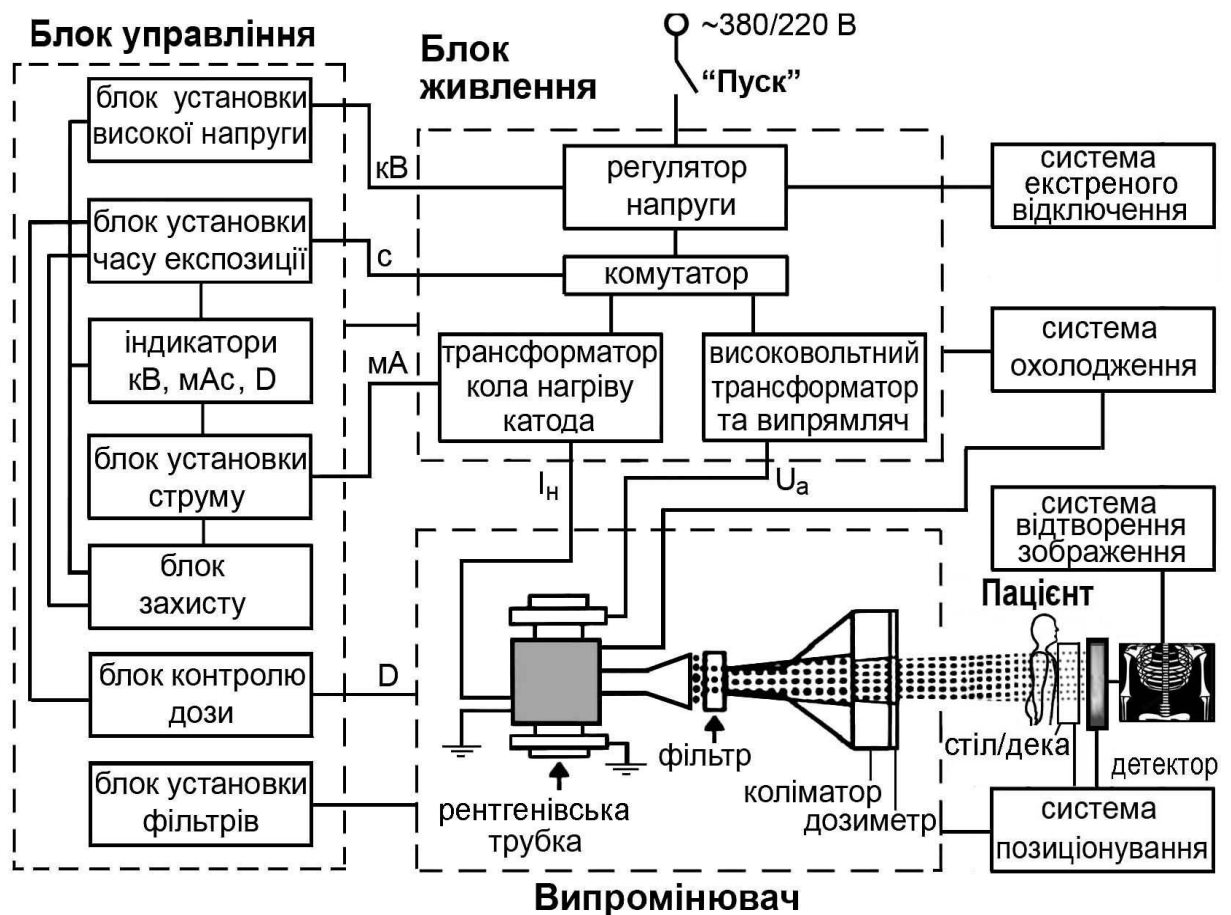 Блок управління
блок установки
високої напруги
блок установки
часу експозиції
індикатори
кВ, мАс, D
блок установки
струму
блок
захисту
блок контролю
дози
блок установки
фільтрів
кВ
с
мА
D
Блок
живлення
~380/220 В
“Пуск”
регулятор
напруги
комутатор
трансформатор
кола нагріву
катода
високовольтний
трансформатор
та випрямляч
Iн
Uа
система
екстреного
відключення
система
охолодження
система
відтворення
зображення
Пацієнт
стіл/дека
детектор
система
позиціонування
фільтр
коліматор
дозиметр
рентгенівська
трубка
Випромінювач